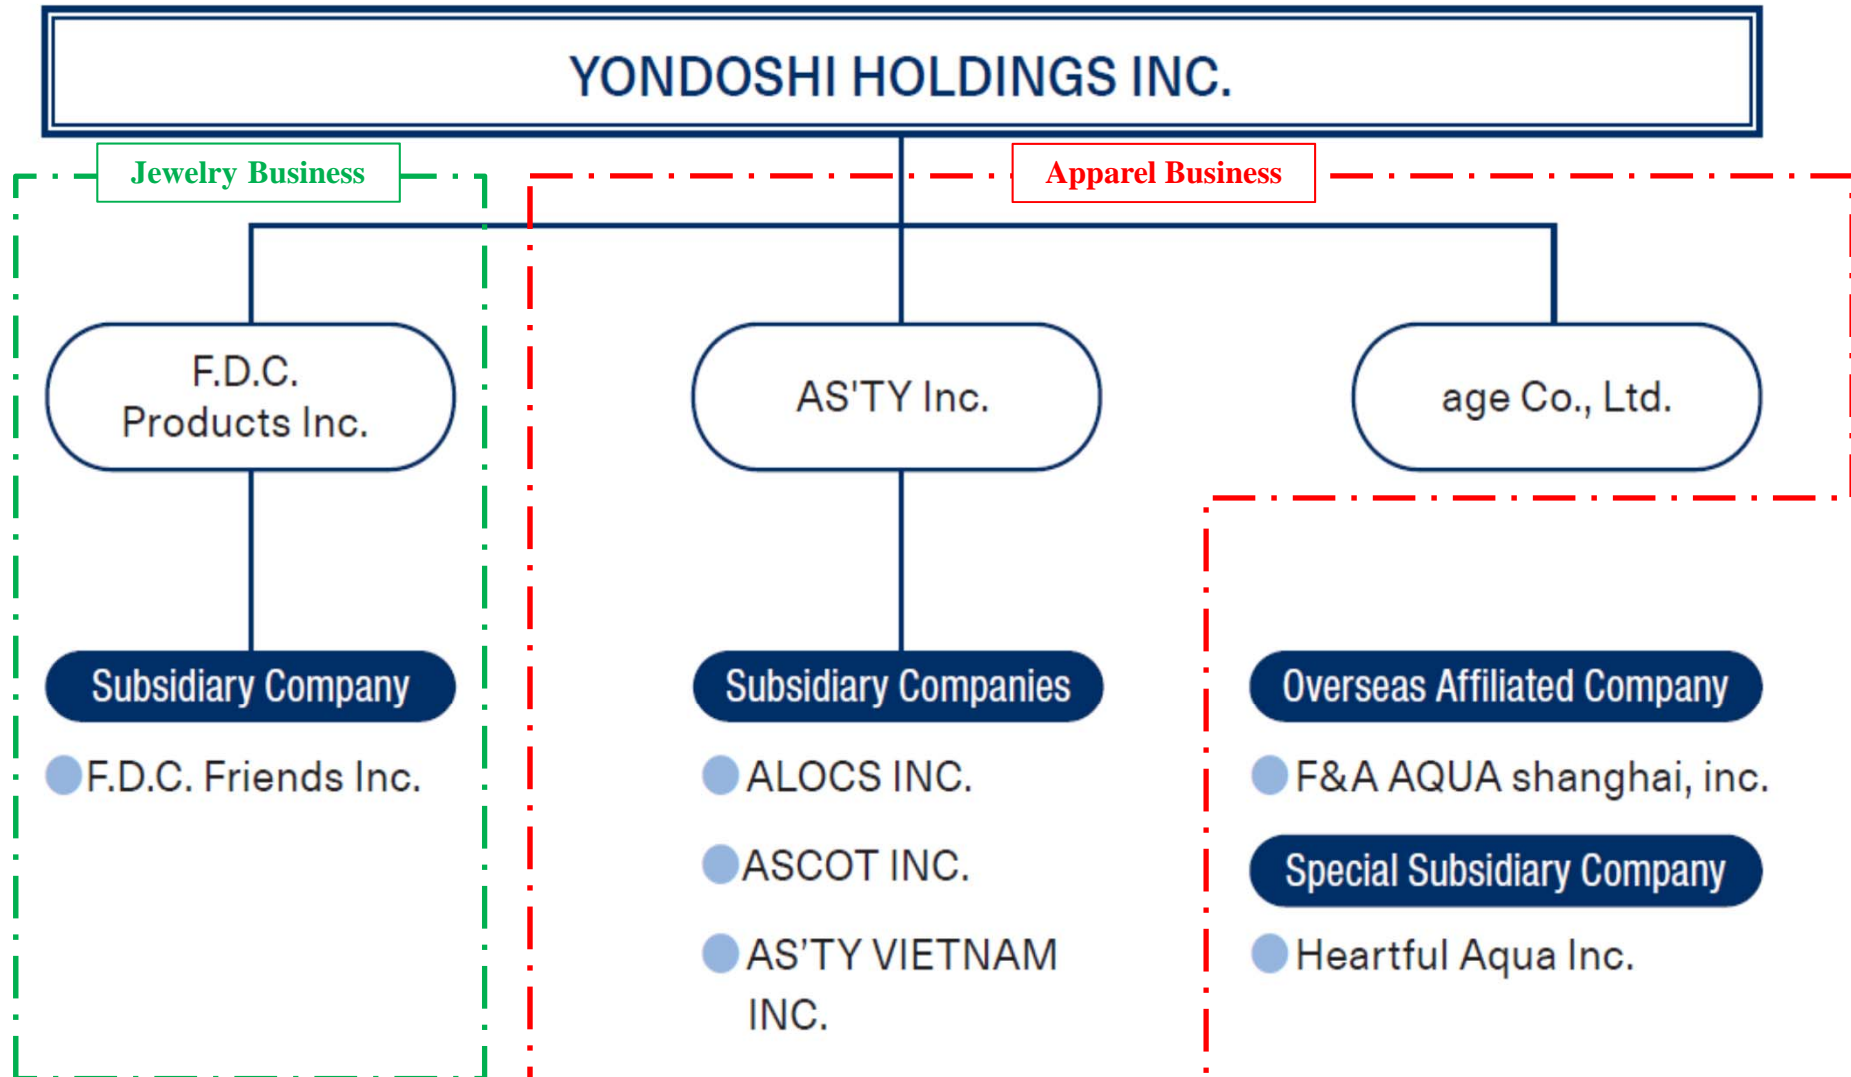 YONDOSHI HOLDINGS INC.
Jewelry Business
Apparel Business
F.D.C.
Products Inc.
AS'TY Inc.
age Co., Ltd.
Subsidiary Company
F.D.C. Friends Inc.
Subsidiary Companies
ALOCS INC.
ASCOT INC.
AS’TY VIETNAM
INC.
Overseas Affiliated Company
F&A AQUA shanghai, inc.
Special Subsidiary Company
Heartful Aqua Inc.